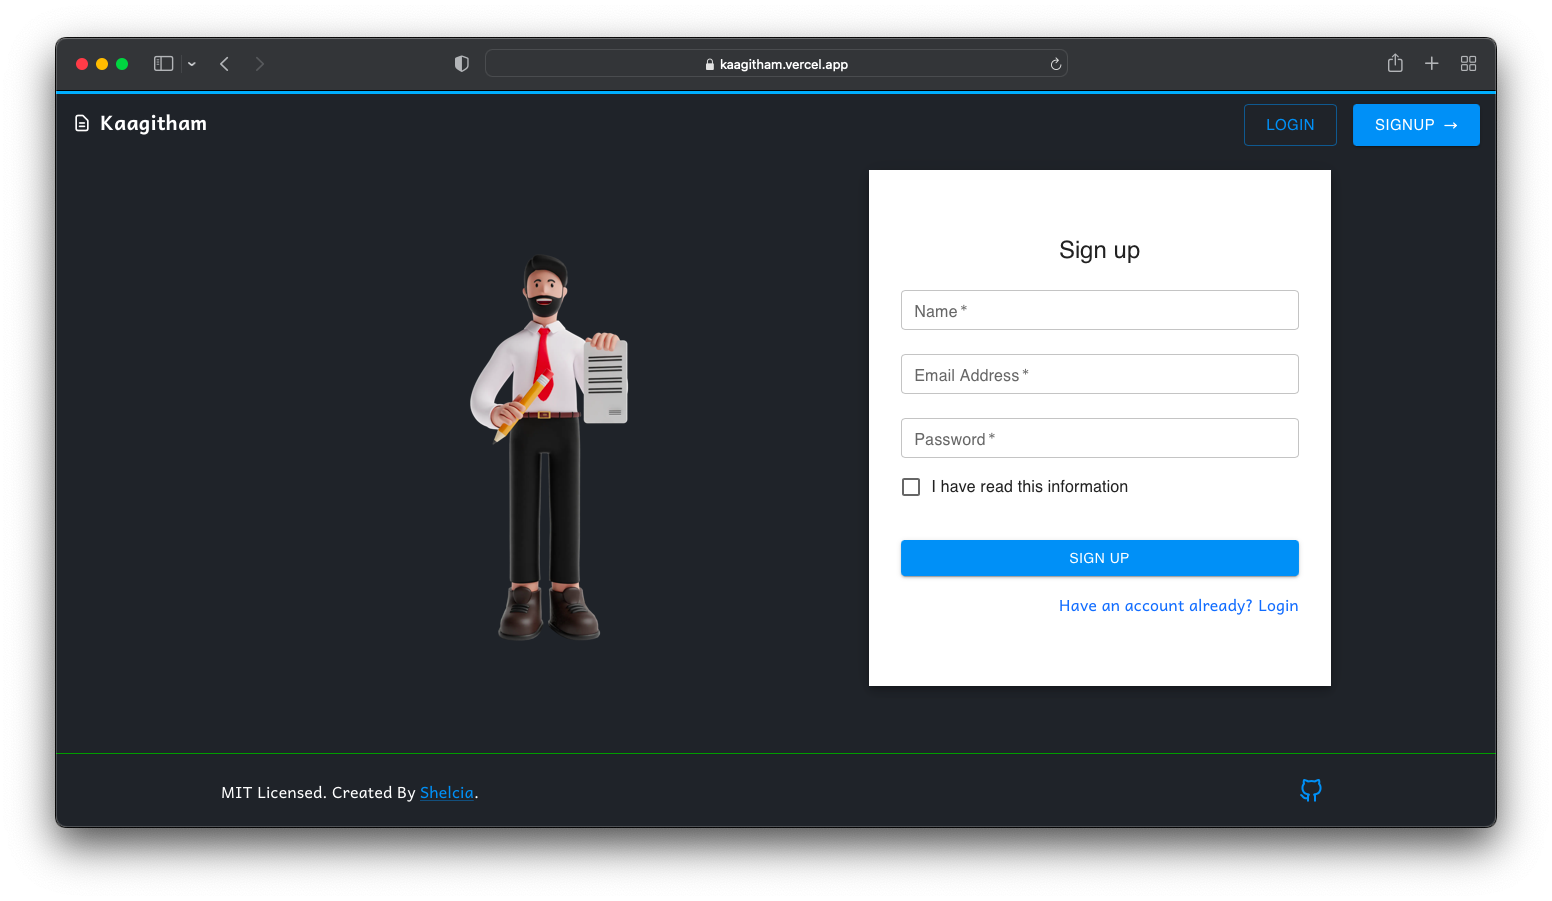 kaagitham.vercel.app
Kaagitham
LOGIN
SIGNUP →
Sign up
Name *
Email Address *
Password *
I have read this information
SIGN UP
Have an account already? Login
MIT Licensed. Created By Shelcia.